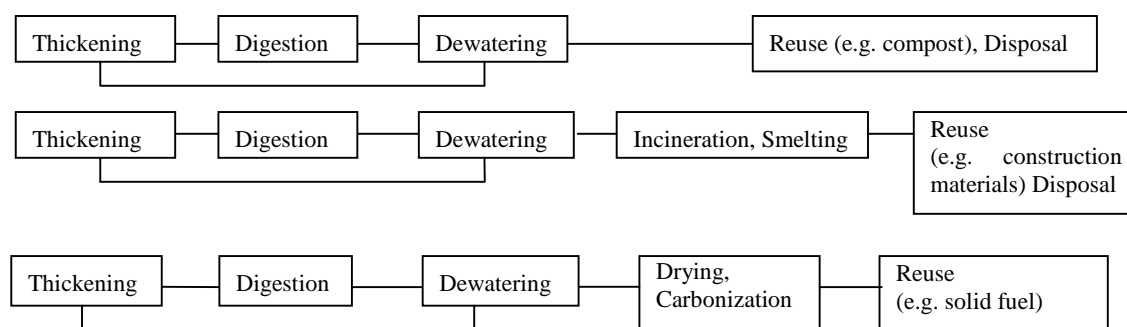 Thickening Digestion Dewatering Reuse (e.g. compost), Disposal
Thickening Digestion Dewatering Incineration, Smelting Reuse
(e.g. construction
materials) Disposal
Thickening Digestion Dewatering Drying,
Carbonization Reuse
(e.g. solid fuel)